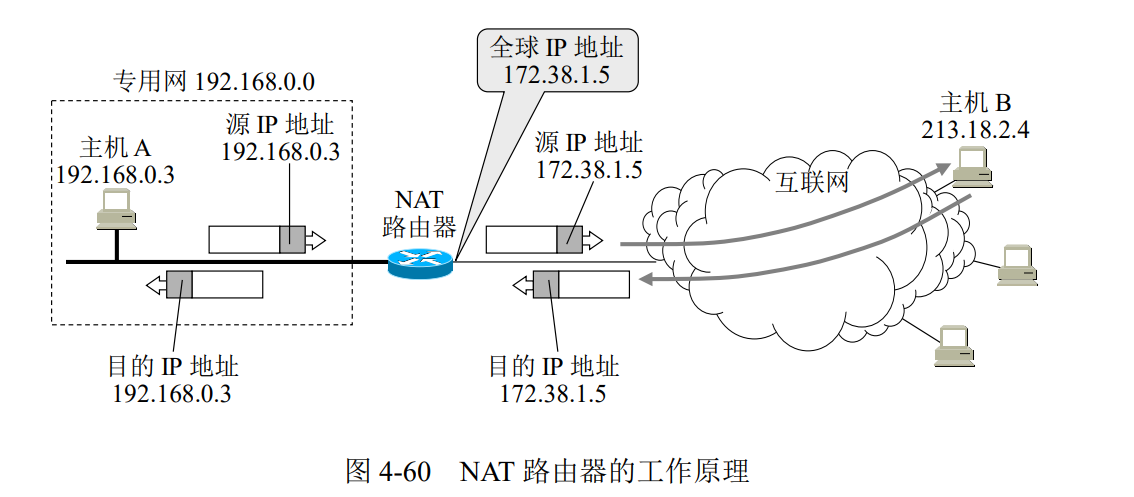 全球 IP 地址
172.38.1.5
专用网 192.168.0.0
主机 A
192.168.0.3
源 IP 地址
192.168.0.3
NAT
路由器
源 IP 地址
172.38.1.5
互联网
主机 B
213.18.2.4
目的 IP 地址
192.168.0.3
目的 IP 地址
172.38.1.5
图 4-60 NAT 路由器的工作原理